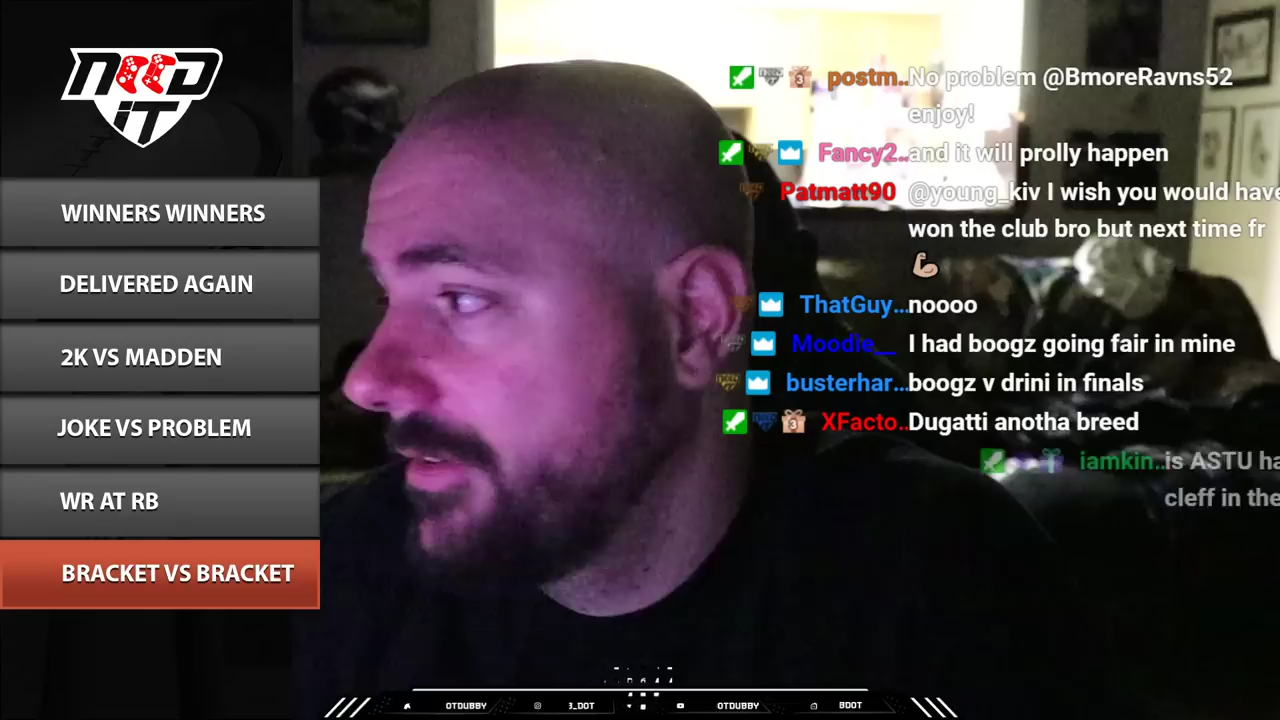 WINNERS WINNERS
DELIVERED AGAIN
2K VS MADDEN
JOKE VS PROBLEM
WR AT RB
BRACKET VS BRACKET
postm.. No problem @BmoreRavns52
enjoy!
Fancy2.. and it will prolly happen
Patmatt90 @young_kiv I wish you would have
won the club bro but next time fr
💪🏼
ThatGuy... noooo
Moodie__ I had boogz going fair in mine
busterhar... boogz v drini in finals
XFacto.. Dugatti anotha breed
iamkin.. is ASTU ha
cleff in the
OTDUBBY OTDUBBY